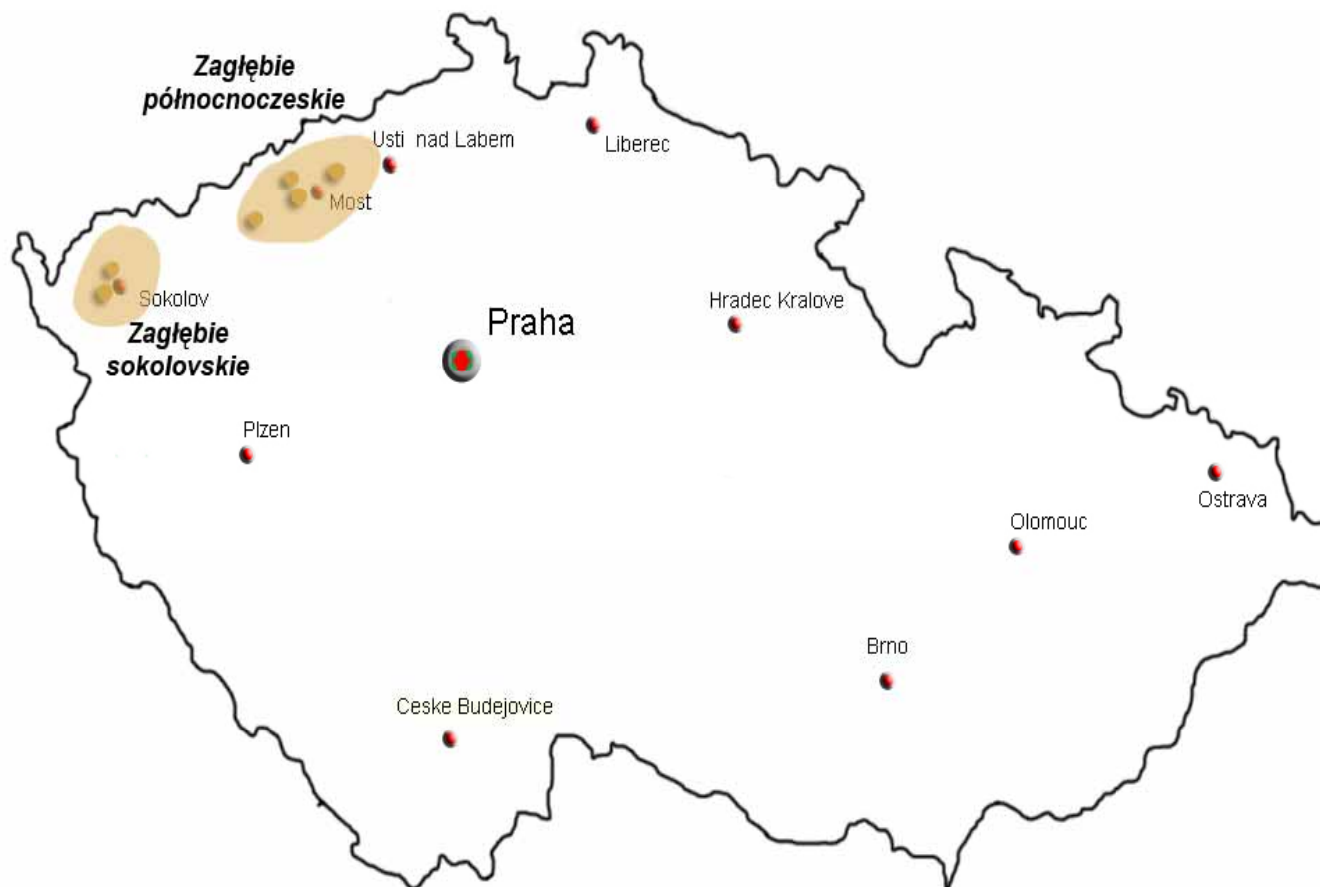 Zagłębie
północnoczeskie
Usti nad Labem
Liberec
Most
Sokolov
Zagłębie
sokolovskie
Praha
Hradec Kralove
Plzen
Ostrava
Olomouc
Brno
Ceske Budejovice